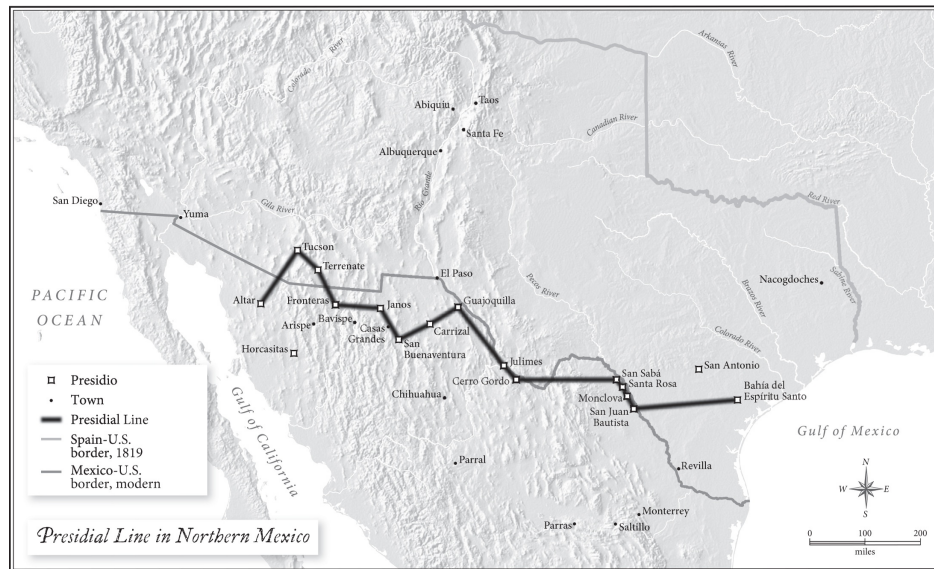 Arkansas River
Colorado River
Abiquiu
Taos
Santa Fe
Canadian River
Albuquerque
Rio Grande
Red River
San Diego
Yuma
Gila River
Tucson
Terrenate
El Paso
Pecos River
Nacogdoches
Sabine River
Brazos River
PACIFIC
OCEAN
Altar
Fronteras
Janos
Guajoquilla
Arispe
Bavispe
Casas
Grandes
Carrizal
San
Buenaventura
Colorado River
Horcasitas
Julimes
San Antonio
Cerro Gordo
San Sabá
Santa Rosa
Monclova
San Juan
Bautista
Bahía del
Espíritu Santo
Chihuahua
Gulf of California
Gulf of Mexico
Presidio
Town
Presidial Line
Spain-U.S.
border, 1819
Mexico-U.S.
border, modern
Parral
Revilla
N
W
E
S
Monterrey
Parras
Saltillo
Presidial Line in Northern Mexico
0 100 200
miles